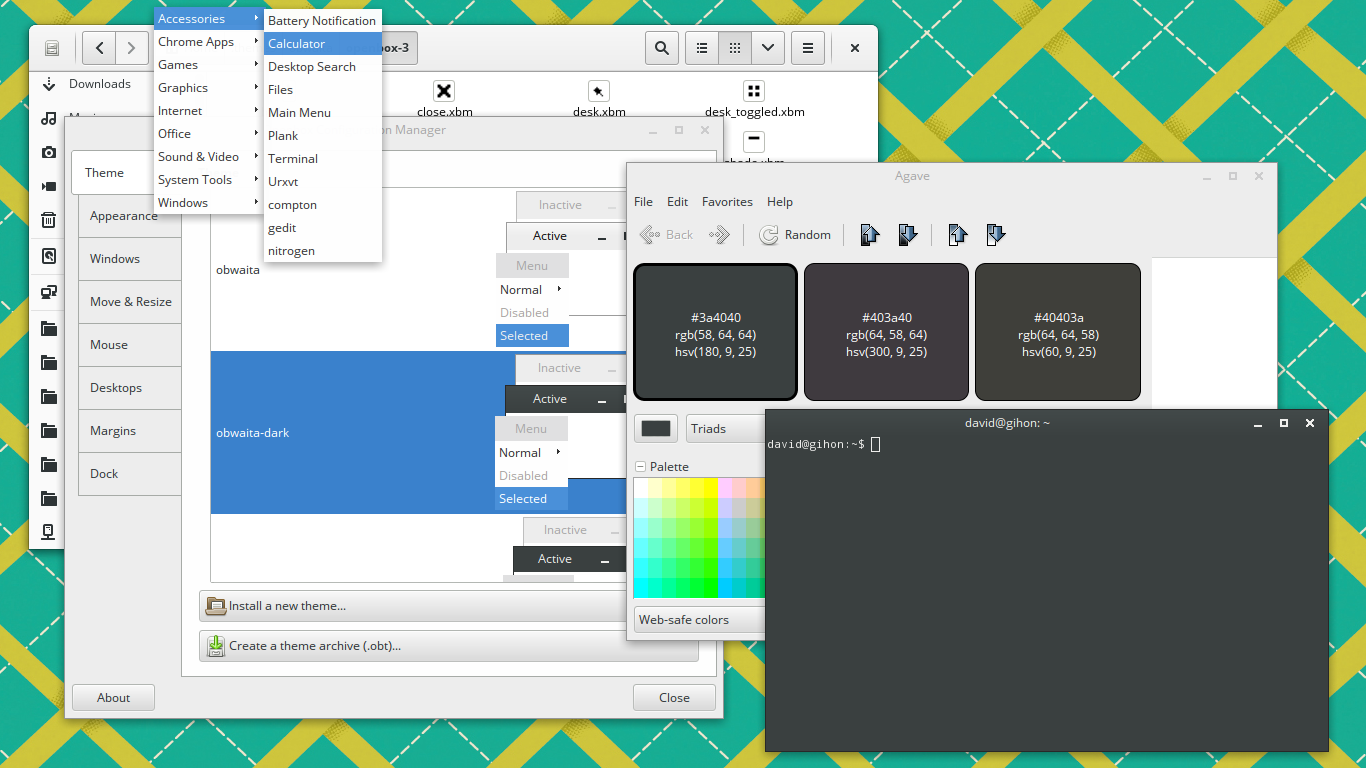 Accessories
Chrome Apps
Games
Graphics
Internet
Office
Sound & Video
System Tools
Windows
Battery Notification
Calculator
Desktop Search
Files
Main Menu
Plank
Terminal
Urxvt
compton
gedit
nitrogen
Downloads
close.xbm
desk.xbm
desk_toggled.xbm
Manager
Theme
Appearance
Windows
Move & Resize
Mouse
Desktops
Margins
Dock
Inactive
Active
Menu
Normal
Disabled
Selected
obwaita
Inactive
Active
Menu
Normal
Disabled
Selected
obwaita-dark
Inactive
Active
Install a new theme...
Create a theme archive (.obt)...
About
Close
Agave
File Edit Favorites Help
Back
Random
#3a4040
rgb(58, 64, 64)
hsv(180, 9, 25)
#403a40
rgb(64, 58, 64)
hsv(300, 9, 25)
#40403a
rgb(64, 64, 58)
hsv(60, 9, 25)
Triads
Palette
Web-safe colors
david@gihon: ~
david@gihon:~$